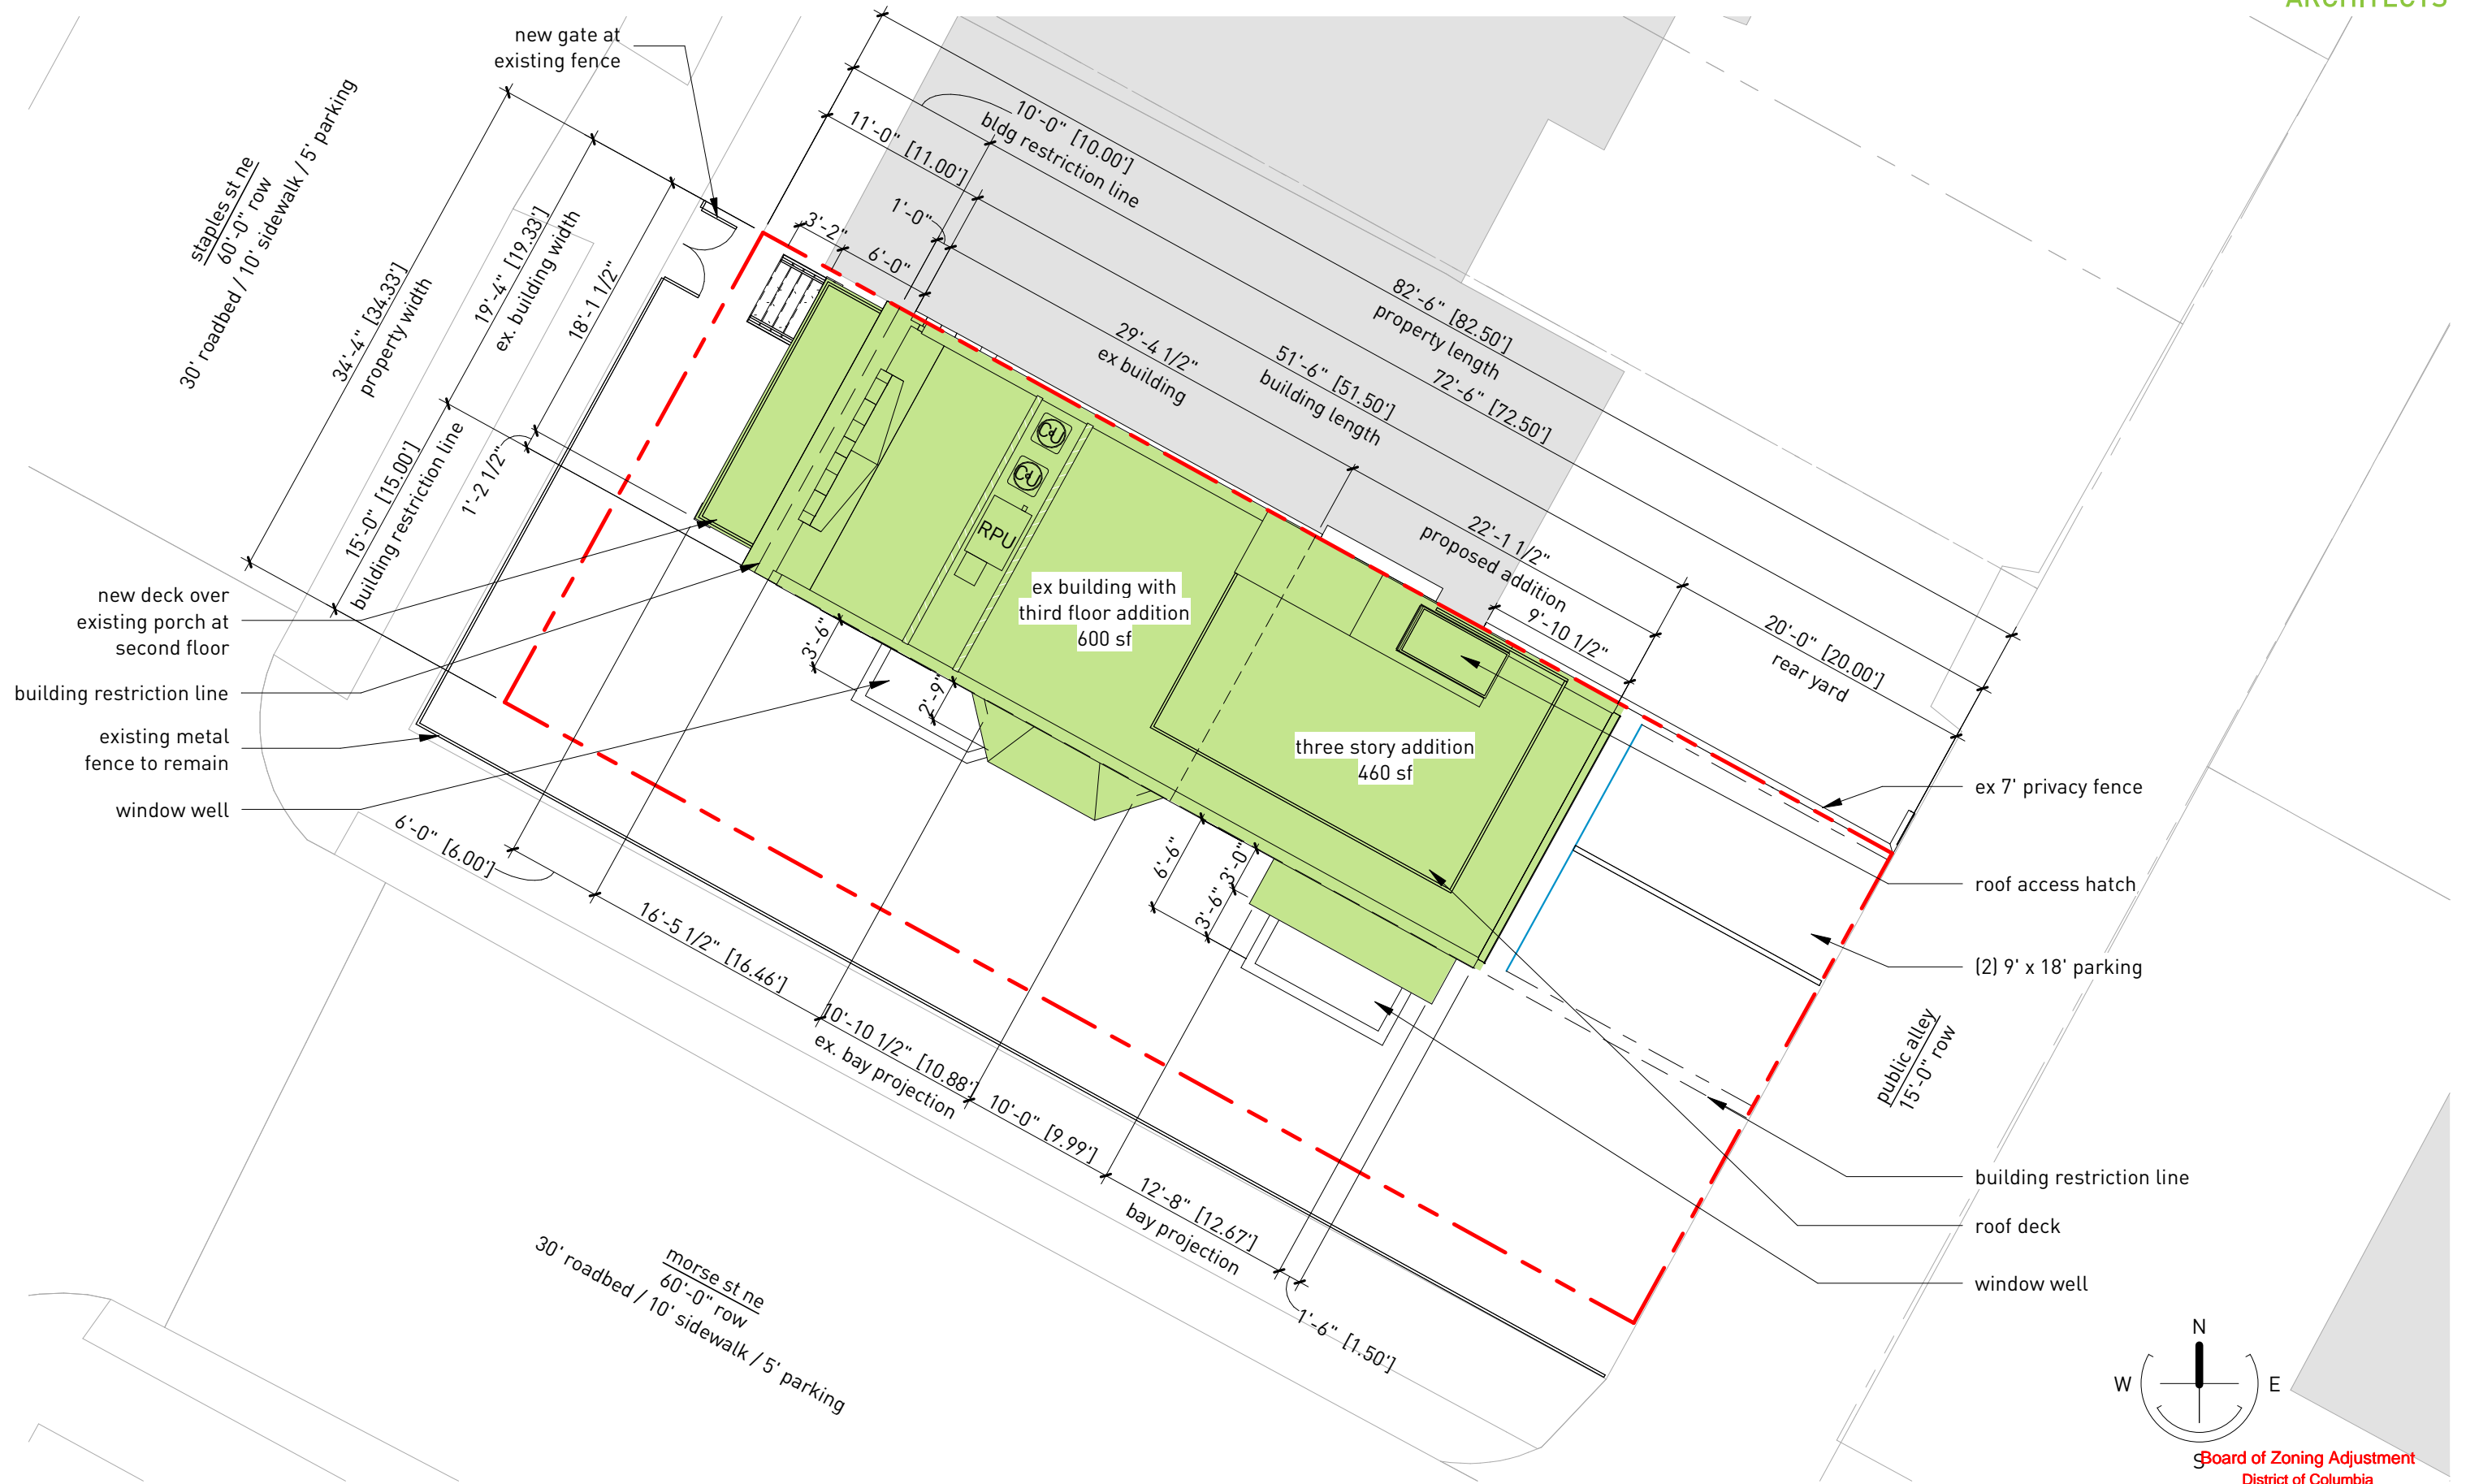 ARCHITECTS
new gate at
existing fence
staples st ne
60'-0" row
30' roadbed / 10' sidewalk / 5' parking
34'-4" [34.33']
property width
19'-4" [19.33']
ex. building width
18'-1 1/2"
15'-0" [15.00']
building restriction line
1'-2 1/2"
10'-0" [10.00']
bldg restriction line
11'-0" [11.00']
1'-0"
3'-2"
6'-0"
82'-6" [82.50']
property length
72'-6" [72.50']
51'-6" [51.50']
building length
29'-4 1/2"
ex building
22'-1 1/2"
proposed addition
9'-10 1/2"
20'-0" [20.00']
rear yard
CU
CU
RPU
ex building with
third floor addition
600 sf
three story addition
460 sf
new deck over
existing porch at
second floor
building restriction line
existing metal
fence to remain
window well
3'-6"
2'-9"
6'-6"
3'-0"
3'-6"
6'-0" [6.00']
16'-5 1/2" [16.46']
10'-10 1/2" [10.88']
ex. bay projection
10'-0" [9.99']
12'-8" [12.67']
bay projection
1'-6" [1.50']
ex 7' privacy fence
roof access hatch
(2) 9' x 18' parking
public alley
15'-0" row
building restriction line
roof deck
window well
morse st ne
60'-0" row
30' roadbed / 10' sidewalk / 5' parking
N
W
E
S
Board of Zoning Adjustment
District of Columbia